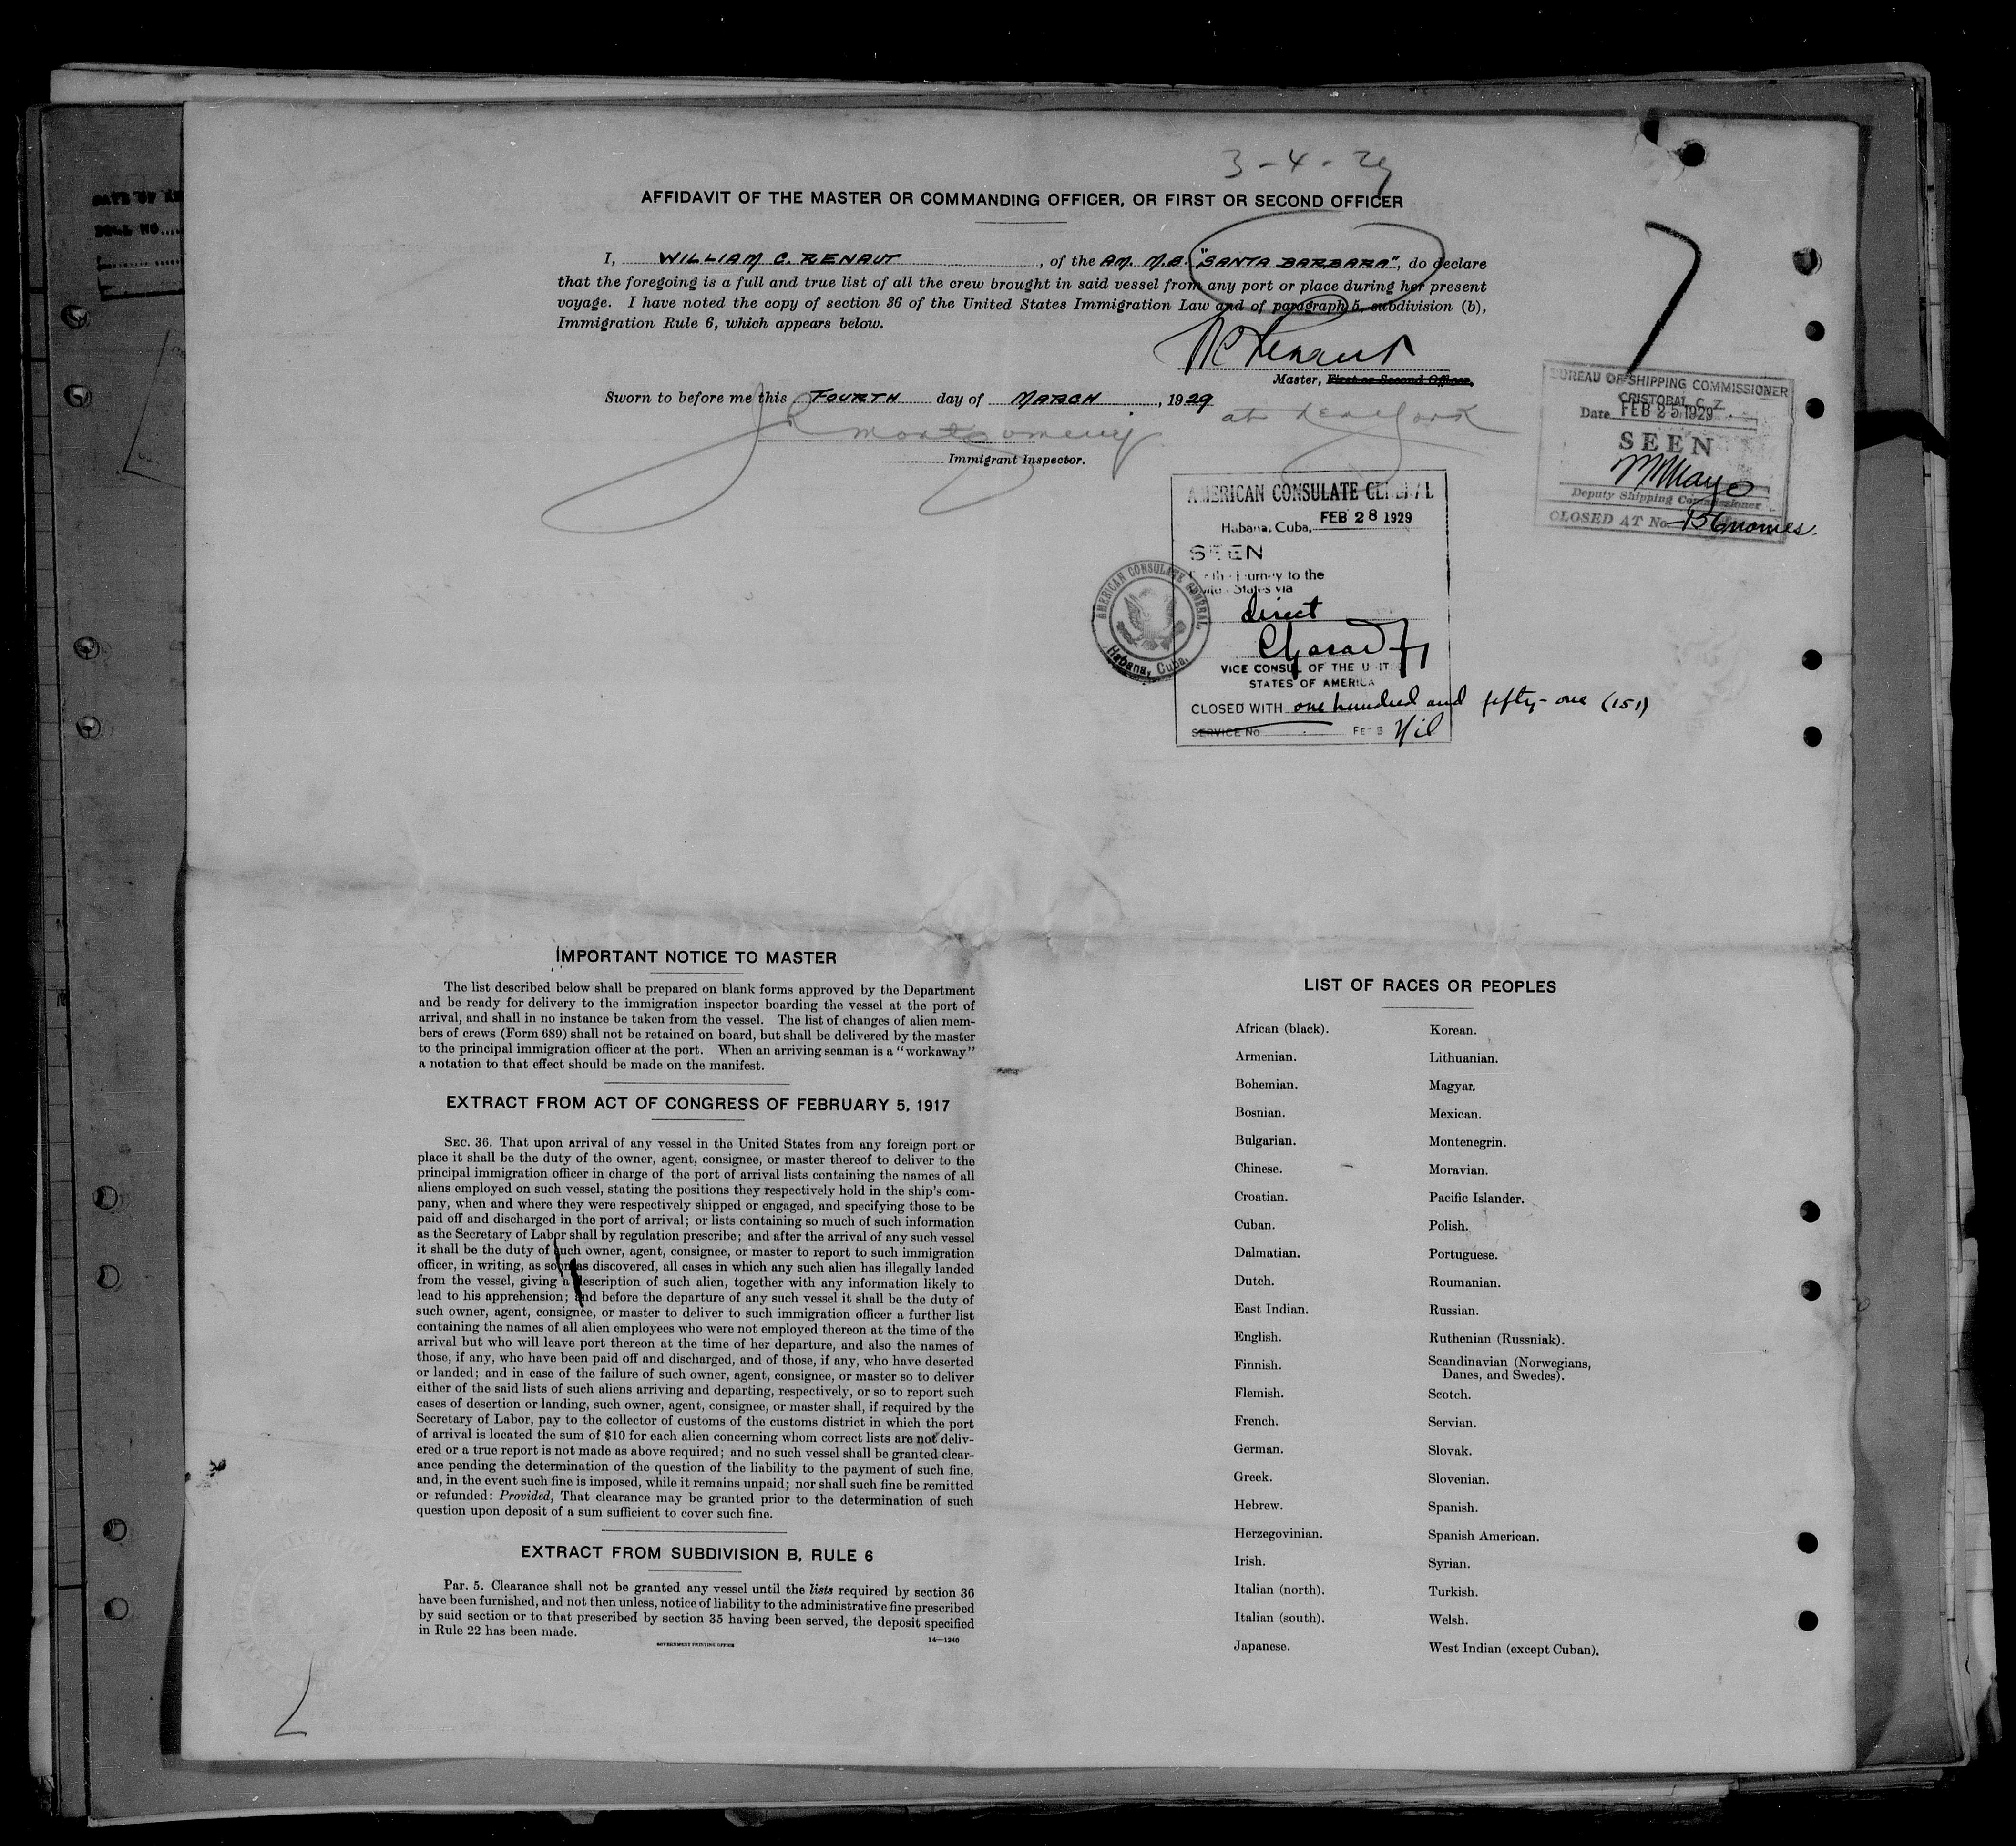 3-4-29
AFFIDAVIT OF THE MASTER OR COMMANDING OFFICER, OR FIRST OR SECOND OFFICER
I, WILLIAM C. RENAUT, of the AM. M.S. "SANTA BARBARA", do declare
that the foregoing is a full and true list of all the crew brought in said vessel from any port or place during her present
voyage. I have noted the copy of section 36 of the United States Immigration Law and of paragraph 5, subdivision (b),
Immigration Rule 6, which appears below.
WC Renaut
Master, First or Second Officer.
Sworn to before me this FOURTH day of MARCH, 1929 at New York
Montgomery
Immigrant Inspector.
7
BUREAU OF SHIPPING COMMISSIONER
CRISTOBAL C. Z.
Date FEB 25 1929
SEEN
Mayo
Deputy Shipping Commissioner
CLOSED AT No. 156 names.
AMERICAN CONSULATE GENERAL
Habana, Cuba, FEB 28 1929
SEEN
For the journey to the
United States via
direct
VICE CONSUL OF THE UNITED
STATES OF AMERICA
CLOSED WITH one hundred and fifty-one (151)
SERVICE No. FEE Nil
AMERICAN CONSULATE GENERAL
Habana, Cuba.
IMPORTANT NOTICE TO MASTER
The list described below shall be prepared on blank forms approved by the Department
and be ready for delivery to the immigration inspector boarding the vessel at the port of
arrival, and shall in no instance be taken from the vessel. The list of changes of alien mem-
bers of crews (Form 689) shall not be retained on board, but shall be delivered by the master
to the principal immigration officer at the port. When an arriving seaman is a "workaway"
a notation to that effect should be made on the manifest.
EXTRACT FROM ACT OF CONGRESS OF FEBRUARY 5, 1917
SEC. 36. That upon arrival of any vessel in the United States from any foreign port or
place it shall be the duty of the owner, agent, consignee, or master thereof to deliver to the
principal immigration officer in charge of the port of arrival lists containing the names of all
aliens employed on such vessel, stating the positions they respectively hold in the ship's com-
pany, when and where they were respectively shipped or engaged, and specifying those to be
paid off and discharged in the port of arrival; or lists containing so much of such information
as the Secretary of Labor shall by regulation prescribe; and after the arrival of any such vessel
it shall be the duty of such owner, agent, consignee, or master to report to such immigration
officer, in writing, as soon as discovered, all cases in which any such alien has illegally landed
from the vessel, giving a description of such alien, together with any information likely to
lead to his apprehension; and before the departure of any such vessel it shall be the duty of
such owner, agent, consignee, or master to deliver to such immigration officer a further list
containing the names of all alien employees who were not employed thereon at the time of the
arrival but who will leave port thereon at the time of her departure, and also the names of
those, if any, who have been paid off and discharged, and of those, if any, who have deserted
or landed; and in case of the failure of such owner, agent, consignee, or master so to deliver
either of the said lists of such aliens arriving and departing, respectively, or so to report such
cases of desertion or landing, such owner, agent, consignee, or master shall, if required by the
Secretary of Labor, pay to the collector of customs of the customs district in which the port
of arrival is located the sum of $10 for each alien concerning whom correct lists are not deliv-
ered or a true report is not made as above required; and no such vessel shall be granted clear-
ance pending the determination of the question of the liability to the payment of such fine,
and, in the event such fine is imposed, while it remains unpaid; nor shall such fine be remitted
or refunded: Provided, That clearance may be granted prior to the determination of such
question upon deposit of a sum sufficient to cover such fine.
EXTRACT FROM SUBDIVISION B, RULE 6
Par. 5. Clearance shall not be granted any vessel until the lists required by section 36
have been furnished, and not then unless, notice of liability to the administrative fine prescribed
by said section or to that prescribed by section 35 having been served, the deposit specified
in Rule 22 has been made.
GOVERNMENT PRINTING OFFICE 14—1240
LIST OF RACES OR PEOPLES
African (black).
Armenian.
Bohemian.
Bosnian.
Bulgarian.
Chinese.
Croatian.
Cuban.
Dalmatian.
Dutch.
East Indian.
English.
Finnish.
Flemish.
French.
German.
Greek.
Hebrew.
Herzegovinian.
Irish.
Italian (north).
Italian (south).
Japanese.
Korean.
Lithuanian.
Magyar.
Mexican.
Montenegrin.
Moravian.
Pacific Islander.
Polish.
Portuguese.
Roumanian.
Russian.
Ruthenian (Russniak).
Scandinavian (Norwegians,
Danes, and Swedes).
Scotch.
Servian.
Slovak.
Slovenian.
Spanish.
Spanish American.
Syrian.
Turkish.
Welsh.
West Indian (except Cuban).